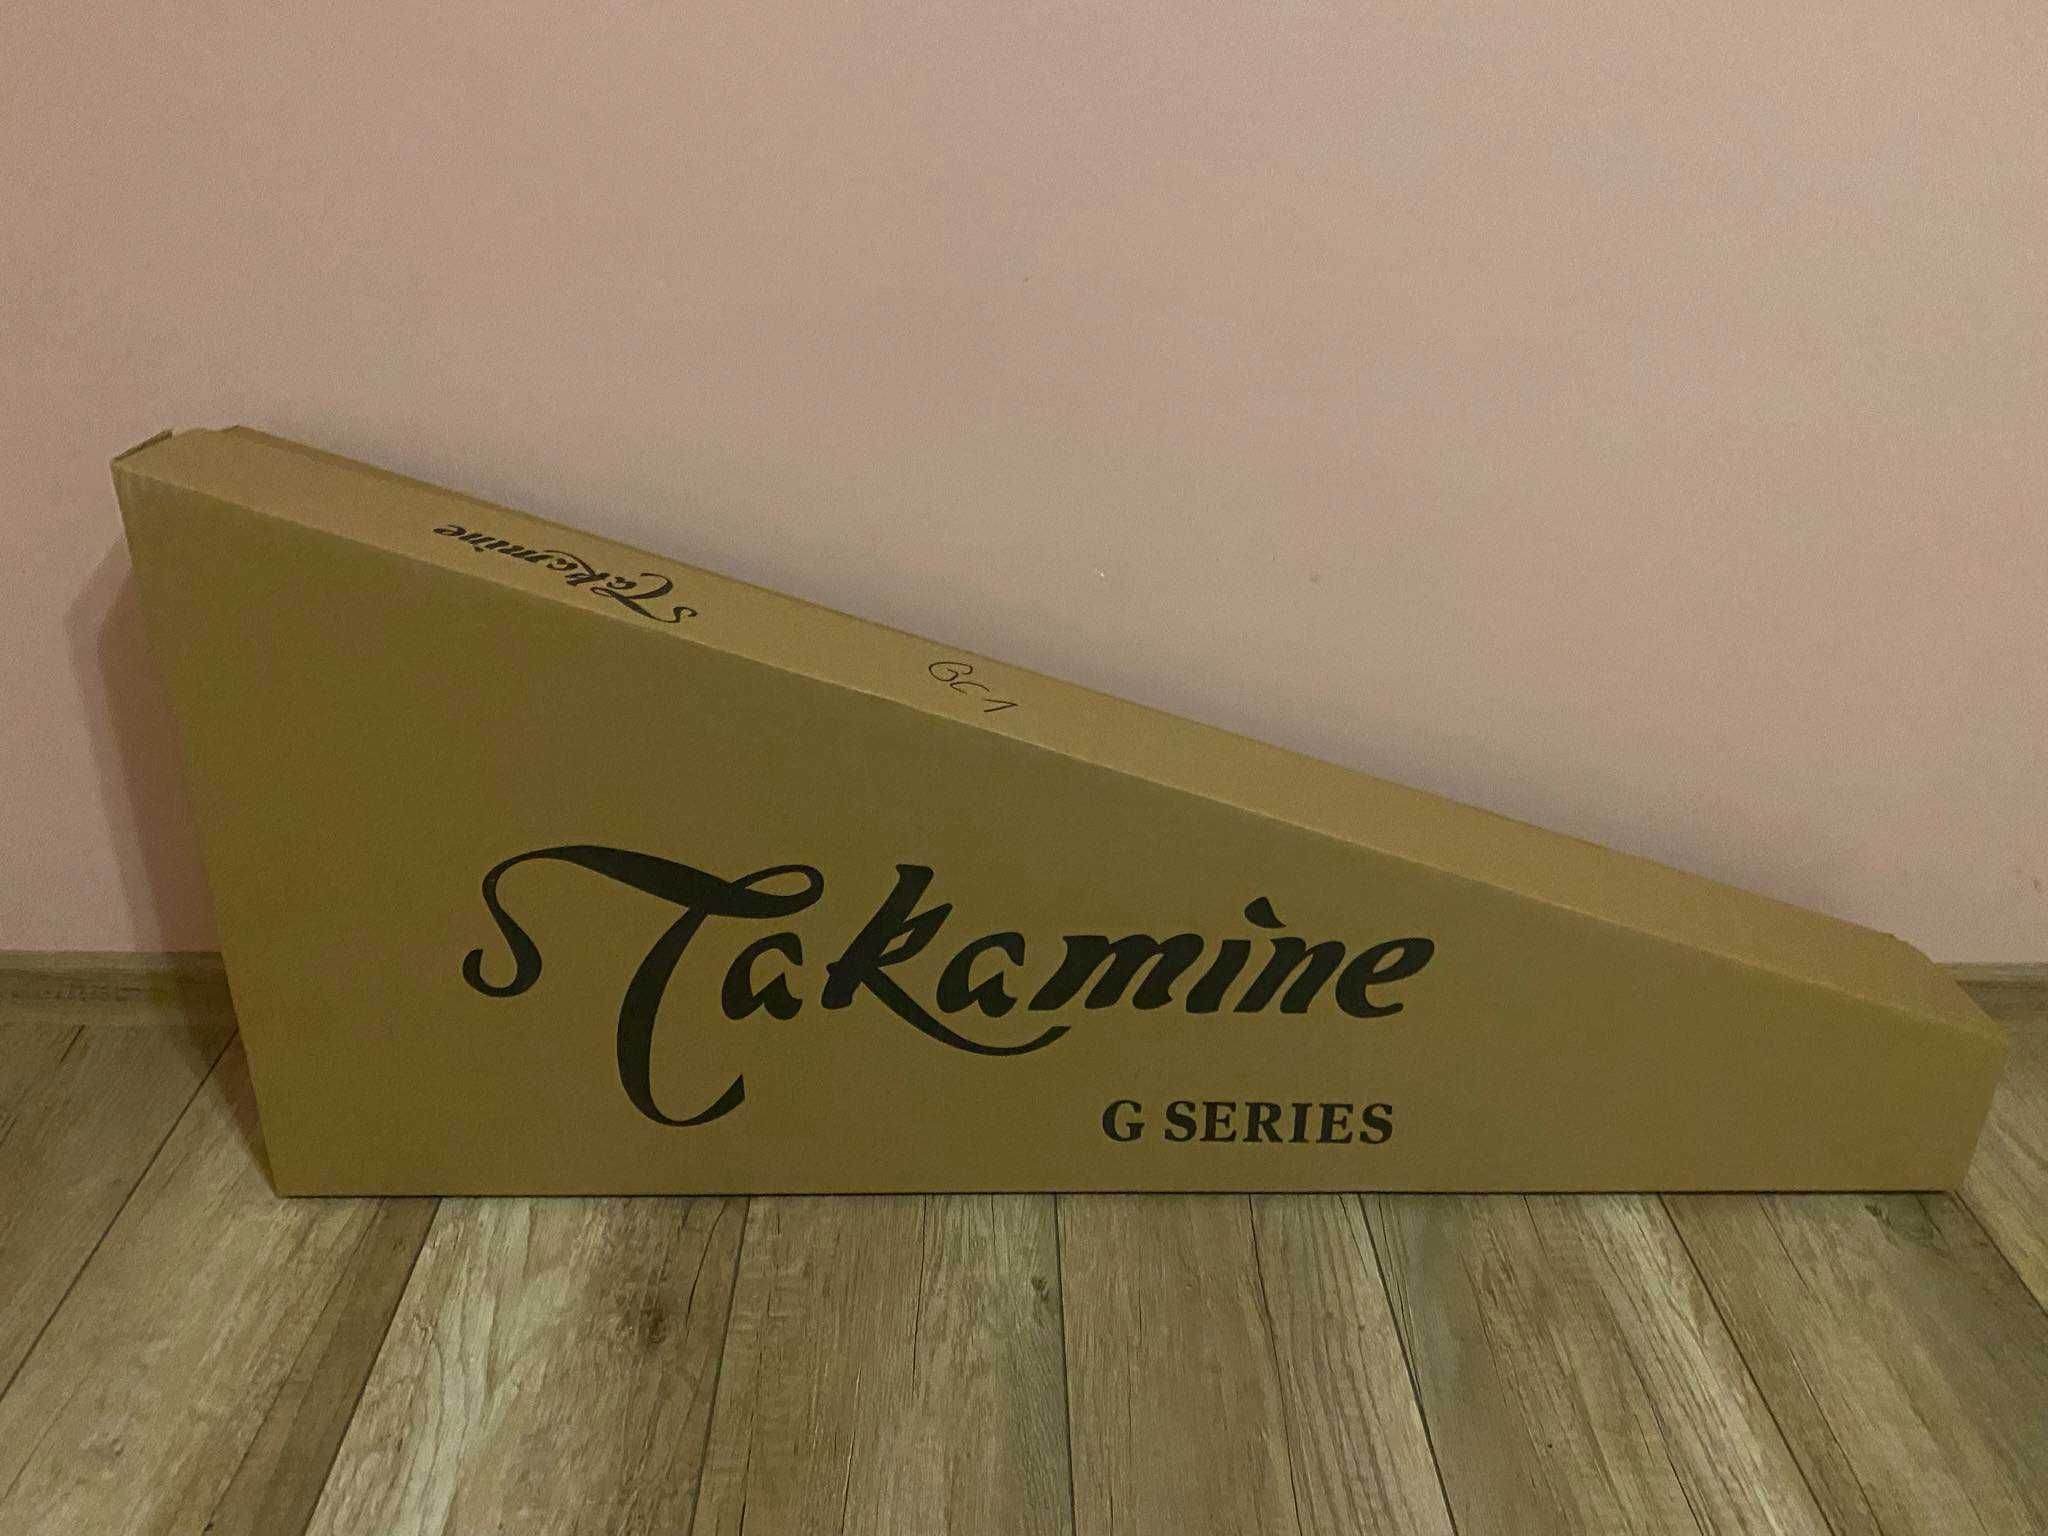 Takamine
GC1
Takamine
G SERIES